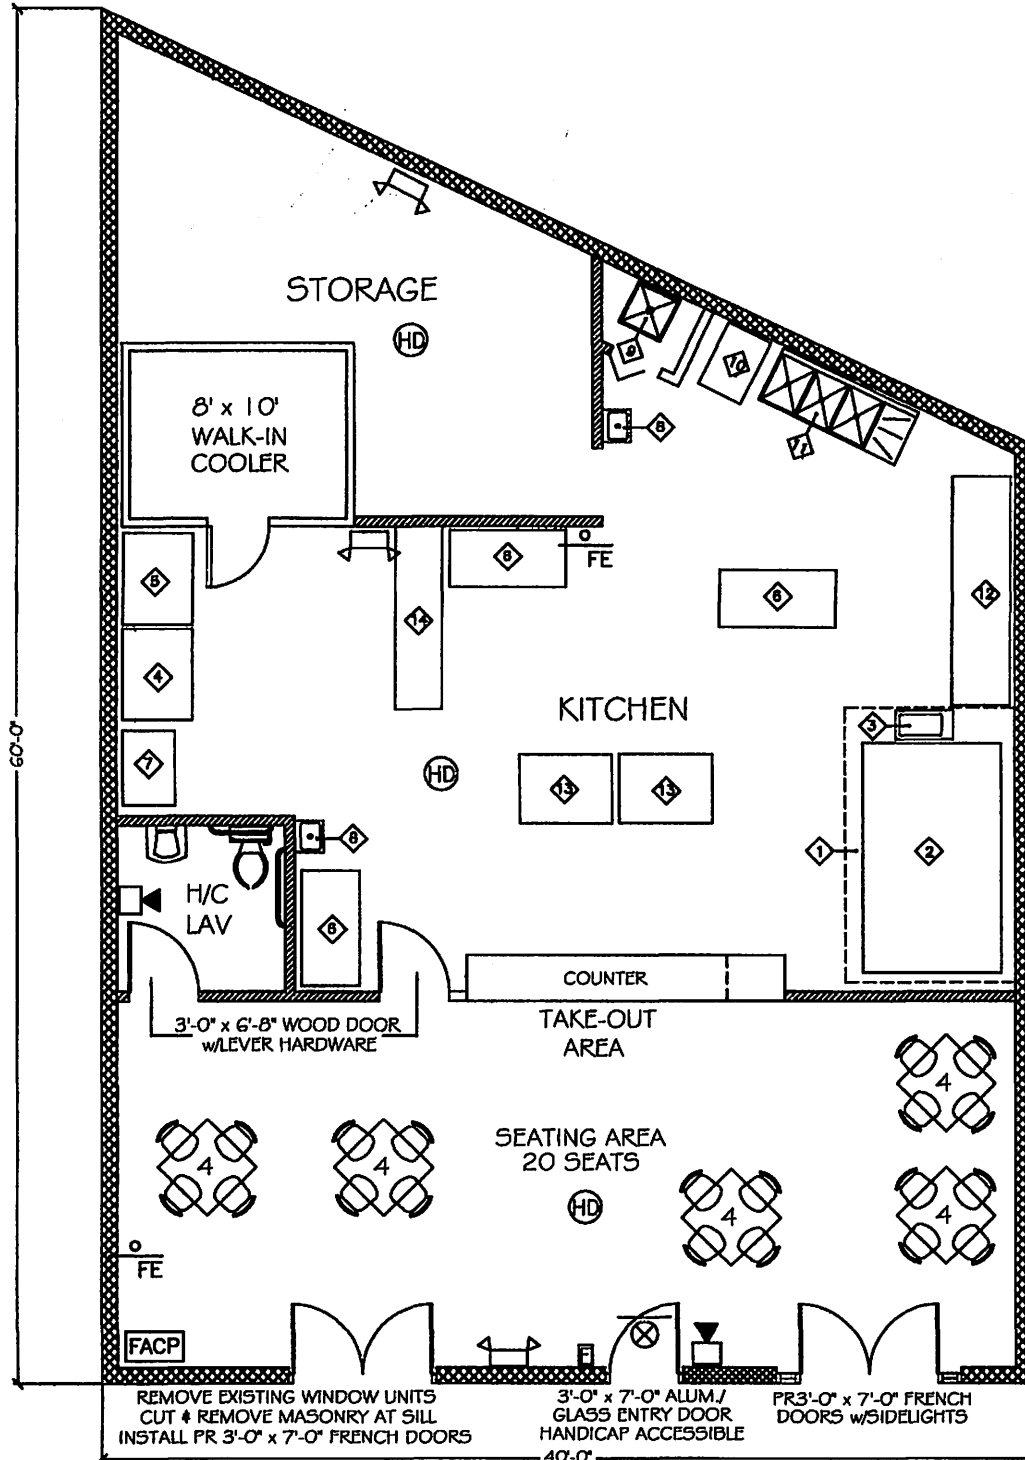 STORAGE
HD
8' x 10'
WALK-IN
COOLER
9
10
11
8
5
8
FE
6
12
14
4
KITCHEN
3
7
HD
13
13
8
1
2
H/C
LAV
6
COUNTER
3'-0" x 6'-8" WOOD DOOR
w/LEVER HARDWARE
TAKE-OUT
AREA
60'-0"
4
SEATING AREA
20 SEATS
4
4
HD
4
4
FE
FACP
F
REMOVE EXISTING WINDOW UNITS
CUT & REMOVE MASONRY AT SILL
INSTALL PR 3'-0" x 7'-0" FRENCH DOORS
3'-0" x 7'-0" ALUM./
GLASS ENTRY DOOR
HANDICAP ACCESSIBLE
PR3'-0" x 7'-0" FRENCH
DOORS w/SIDELIGHTS
40'-0"